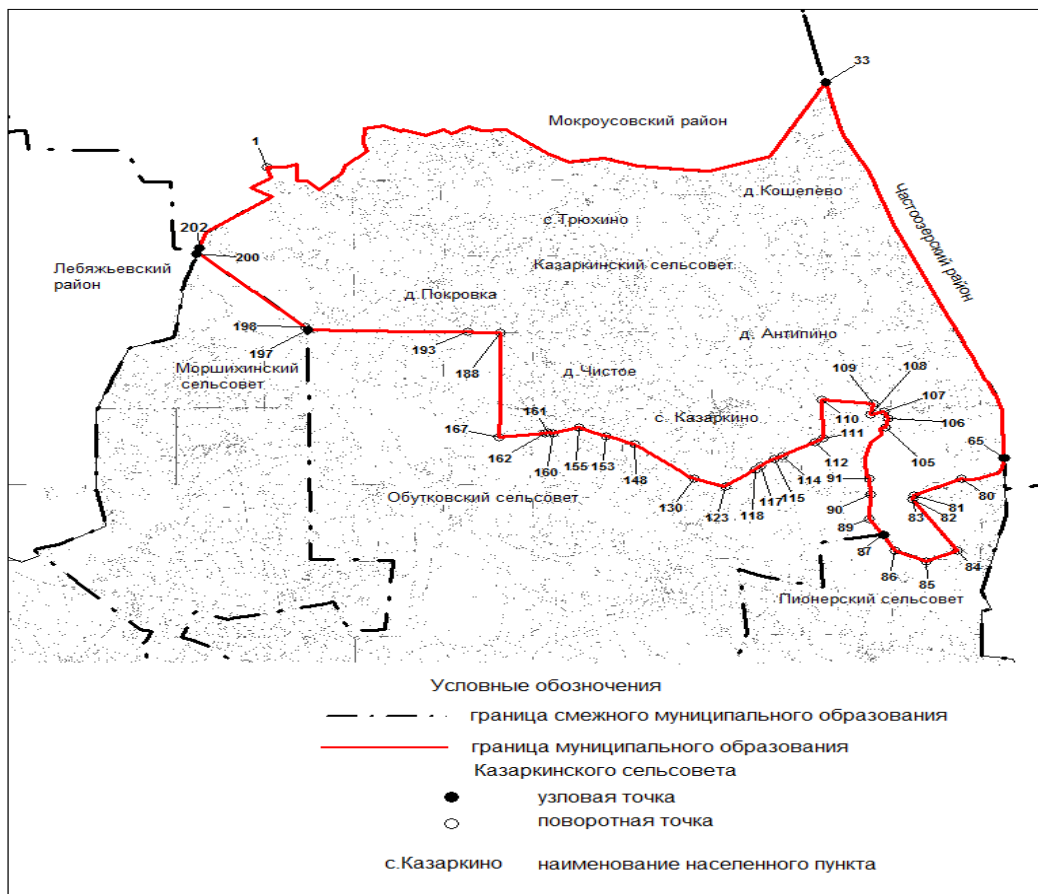 33
1
Мокроусовский район
д.Кошелево
Частоозерский район
с.Трюхино
202
200
Лебяжьевский
район
Казаркинский сельсовет
д.Покровка
198
197
193
188
д. Антипино
Моршихинский
сельсовет
д.Чистое
109
108
107
106
110
105
с. Казаркино
161
167
162
160
155
153
148
111
112
114
115
117
118
123
130
65
91
90
89
87
80
81
82
83
84
85
86
Обутковский сельсовет
Пионерский сельсовет
Условные обозначения
граница смежного муниципального образования
граница муниципального образования
Казаркинского сельсовета
узловая точка
поворотная точка
с.Казаркино наименование населенного пункта